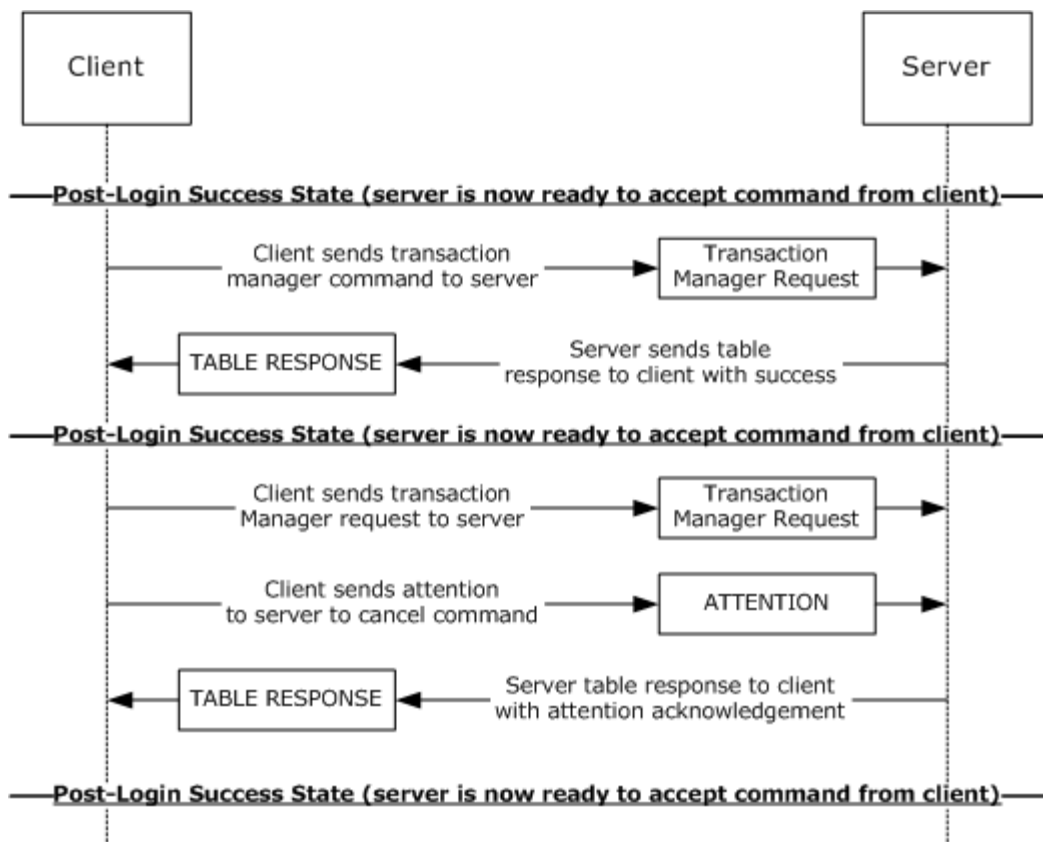 Client
Server
Post-Login Success State (server is now ready to accept command from client)
Client sends transaction
manager command to server
Transaction
Manager Request
TABLE RESPONSE
Server sends table
response to client with success
Post-Login Success State (server is now ready to accept command from client)
Client sends transaction
Manager request to server
Transaction
Manager Request
Client sends attention
to server to cancel command
ATTENTION
TABLE RESPONSE
Server table response to client
with attention acknowledgement
Post-Login Success State (server is now ready to accept command from client)